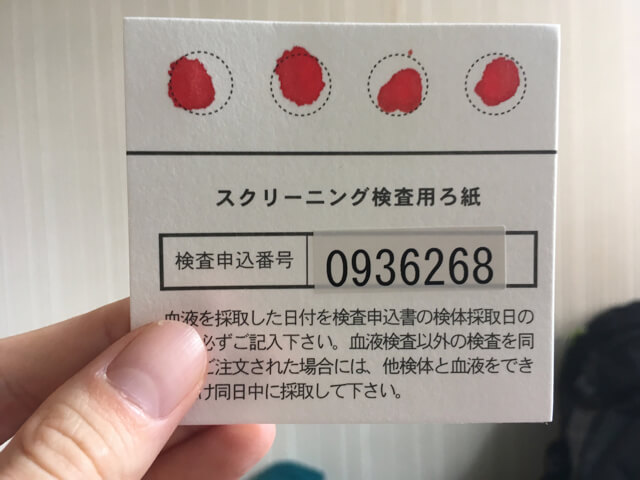 スクリーニング検査用ろ紙
検査申込番号 0936268
血液を採取した日付を検査申込書の検体採取日の
必ずご記入下さい。血液検査以外の検査を同
ご注文された場合には、他検体と血液をでき
け同日中に採取して下さい。